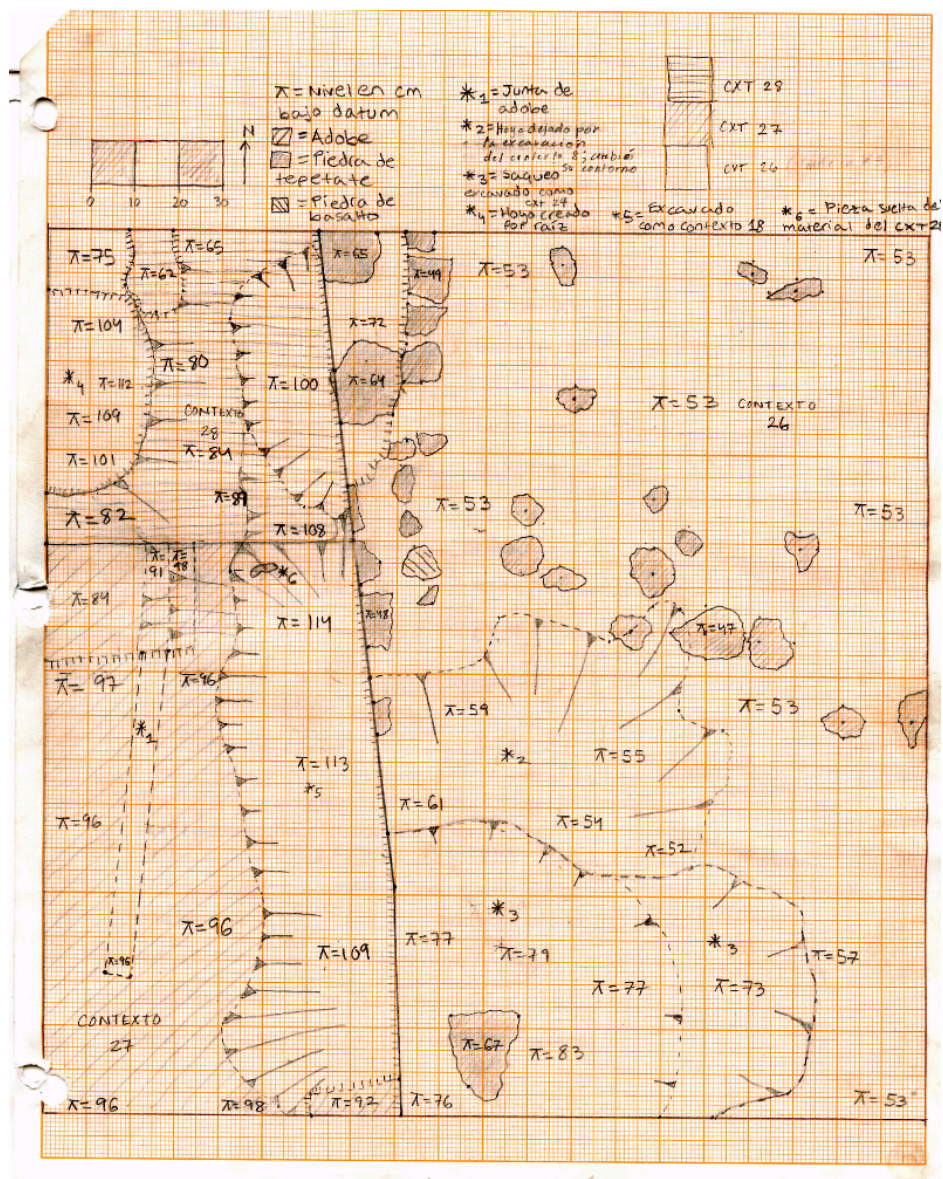 ⊼ = Nivel en cm
bajo datum
= Adobe
= Piedra de
tepetate
= Piedra de
basalto
N
0 10 20 30
*1 = Junta de
adobe
*2 = Hoyo dejado por
la excavación
del contexto 8; cambió
su contorno
*3 = Saqueo
excavado como
cxt 24
*4 = Hoyo creado
por raíz
CXT 28
CXT 27
CXT 26
*5 = Excavado
como contexto 18
*6 = Pieza suelta del
material del CXT 28
⊼=75
⊼=62
⊼=65
⊼=65
⊼=49
⊼=53
⊼=53
⊼=104
⊼=72
*4 ⊼=112
⊼=80
⊼=100
⊼=64
⊼=53
CONTEXTO
26
⊼=109
CONTEXTO
28
⊼=101
⊼=84
⊼=89
⊼=82
⊼=108
⊼=53
⊼=53
⊼=91
⊼=98
*6
⊼=84
⊼=114
⊼=48
⊼=47
⊼=97
⊼=96
⊼=59
⊼=53
*1
⊼=113
*5
*2
⊼=55
⊼=96
⊼=61
⊼=54
⊼=52
⊼=96
⊼=96
⊼=109
⊼=77
*3
⊼=79
*3
⊼=57
⊼=77
⊼=73
CONTEXTO
27
⊼=67
⊼=83
⊼=96
⊼=98
⊼=92
⊼=76
⊼=53